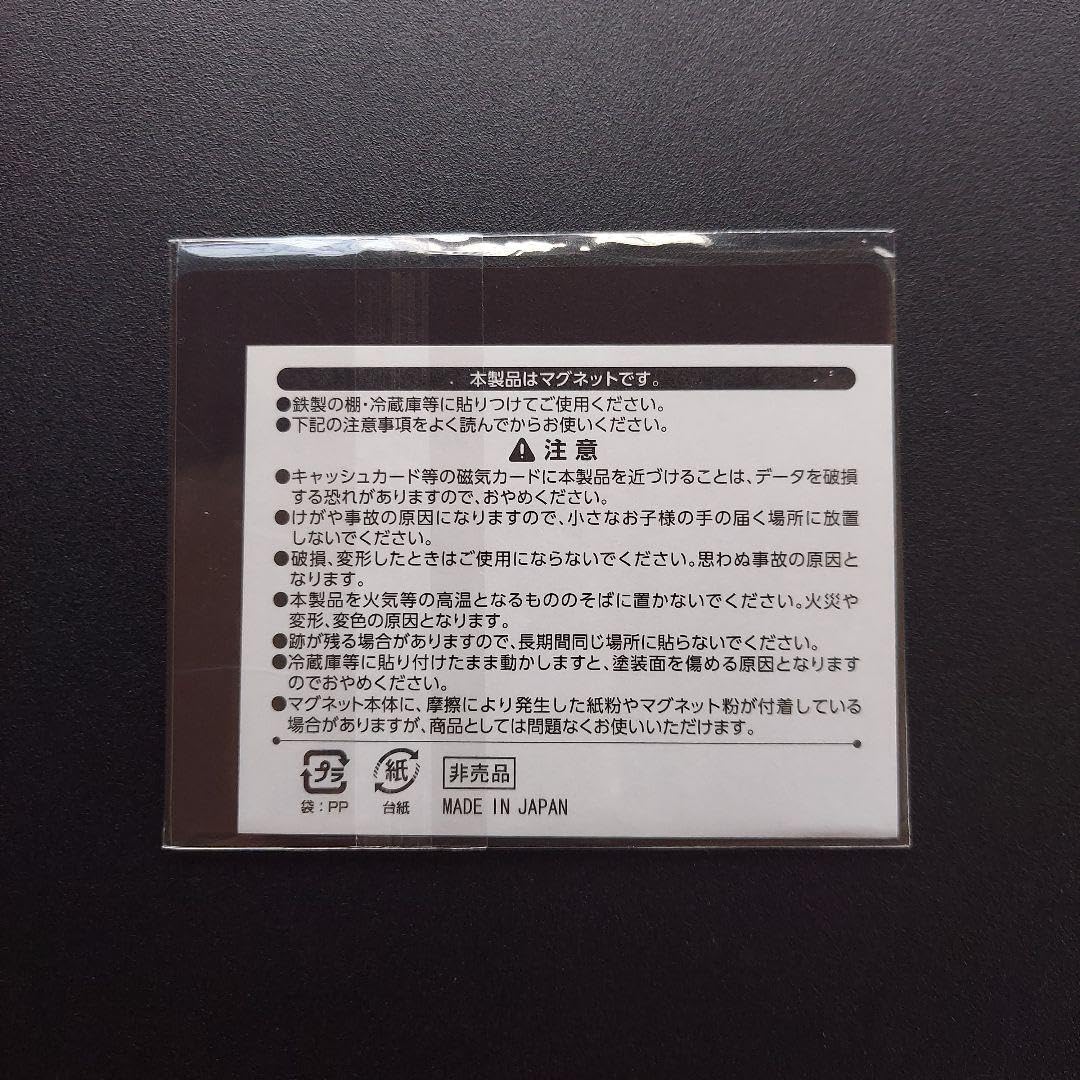 本製品はマグネットです。
●鉄製の棚・冷蔵庫等に貼りつけてご使用ください。
●下記の注意事項をよく読んでからお使いください。
注意
●キャッシュカード等の磁気カードに本製品を近づけることは、データを破損
する恐れがありますので、おやめください。
●けがや事故の原因になりますので、小さなお子様の手の届く場所に放置
しないでください。
●破損、変形したときはご使用にならないでください。思わぬ事故の原因と
なります。
●本製品を火気等の高温となるもののそばに置かないでください。火災や
変形、変色の原因となります。
●跡が残る場合がありますので、長期間同じ場所に貼らないでください。
●冷蔵庫等に貼り付けたまま動かしますと、塗装面を傷める原因となります
のでおやめください。
●マグネット本体に、摩擦により発生した紙粉やマグネット粉が付着している
場合がありますが、商品としては問題なくお使いいただけます。
プラ 紙 非売品
袋：PP 台紙 MADE IN JAPAN